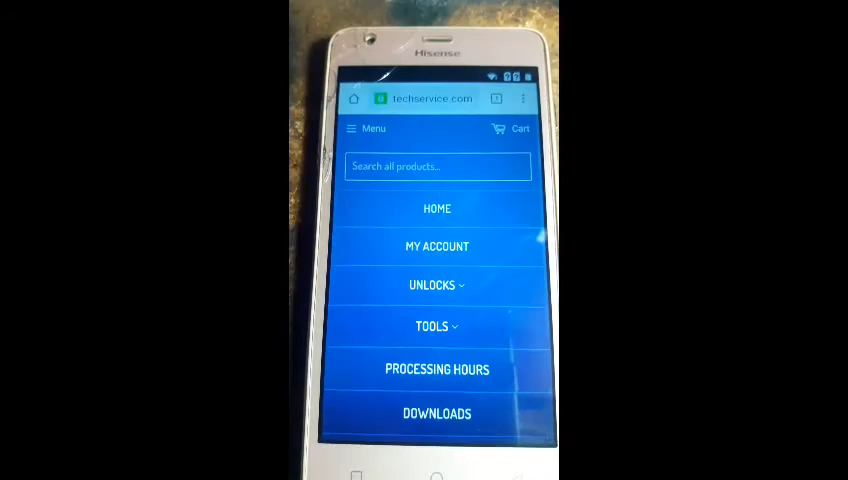 Hisense
techservice.com
Menu
Cart
Search all products...
HOME
MY ACCOUNT
UNLOCKS
TOOLS
PROCESSING HOURS
DOWNLOADS